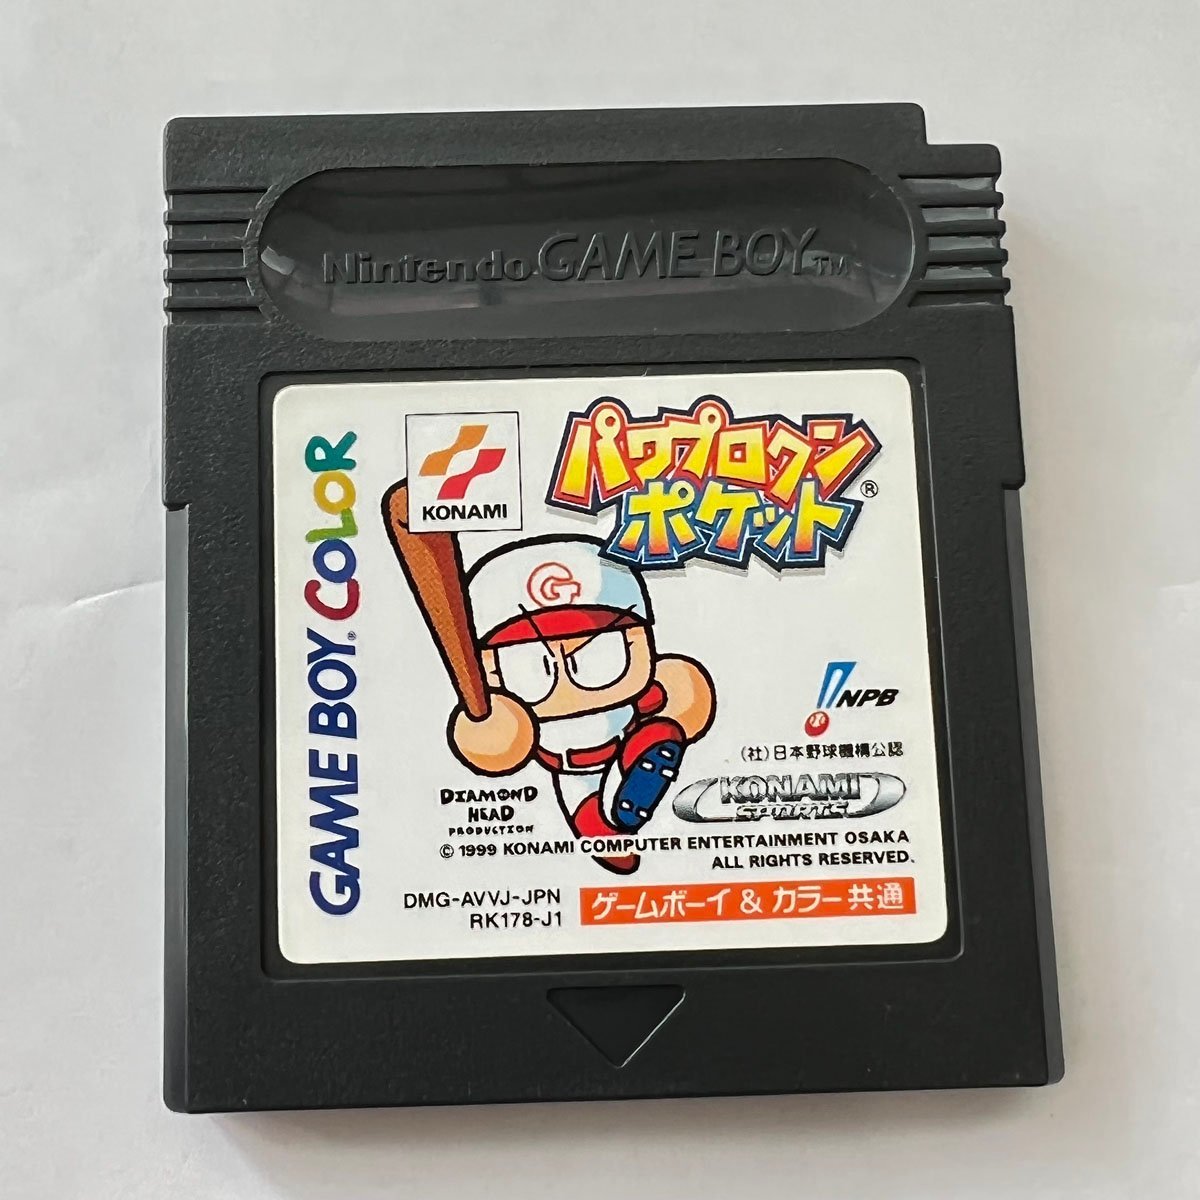 Nintendo GAME BOY TM
GAME BOY® COLOR
KONAMI
パワプロクン
ポケット®
G
NPB
(社)日本野球機構公認
KONAMI
SPORTS
DIAMOND
HEAD
PRODUCTION
© 1999 KONAMI COMPUTER ENTERTAINMENT OSAKA
ALL RIGHTS RESERVED.
DMG-AVVJ-JPN
RK178-J1
ゲームボーイ & カラー共通